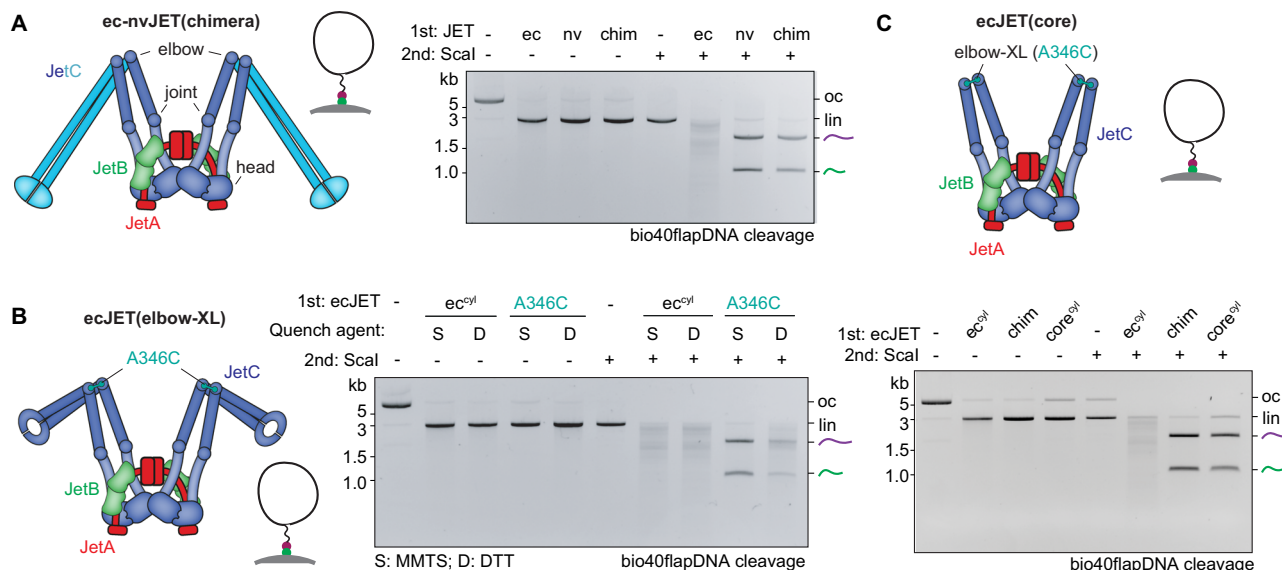 A
ec-nvJET(chimera)
elbow
JetC
joint
JetB
head
JetA
1st: JET - ec nv chim - ec nv chim
2nd: ScaI - - - - + + + +
kb
5
3
1.5
1.0
oc
lin
bio40flapDNA cleavage
C
ecJET(core)
elbow-XL (A346C)
JetC
JetB
JetA
B
ecJET(elbow-XL)
A346C
JetC
JetB
JetA
1st: ecJET - ec^cyl A346C - ec^cyl A346C
Quench agent: S D S D S D S D
2nd: ScaI - - - - - + + + + +
kb
5
3
1.5
1.0
S: MMTS; D: DTT
bio40flapDNA cleavage
oc
lin
1st: ecJET - ec^cyl chim core^cyl - ec^cyl chim core^cyl
2nd: ScaI - - - - + + + +
kb
5
3
1.5
1.0
oc
lin
bio40flapDNA cleavage